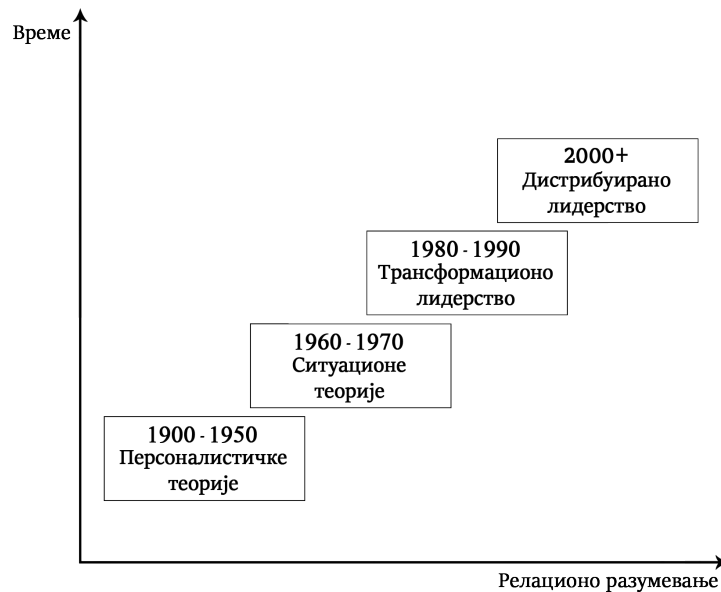 Време
2000+
Дистрибуирано
лидерство
1980 - 1990
Трансформационо
лидерство
1960 - 1970
Ситуационе
теорије
1900 - 1950
Персоналистичке
теорије
Релационо разумевање